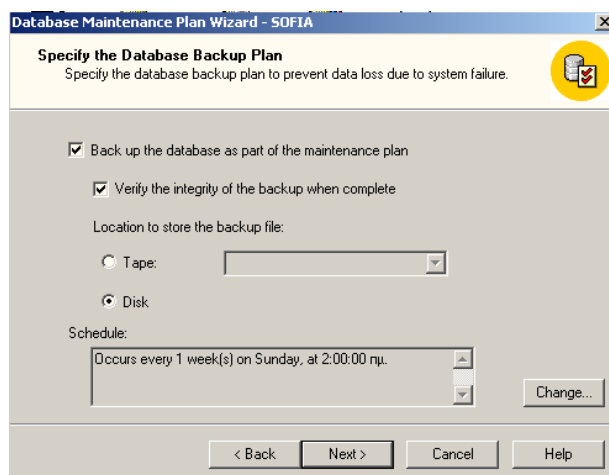 Database Maintenance Plan Wizard - SOFIA
Specify the Database Backup Plan
Specify the database backup plan to prevent data loss due to system failure.
Back up the database as part of the maintenance plan
Verify the integrity of the backup when complete
Location to store the backup file:
Tape:
Disk
Schedule:
Occurs every 1 week(s) on Sunday, at 2:00:00 πμ.
Change...
< Back Next > Cancel Help